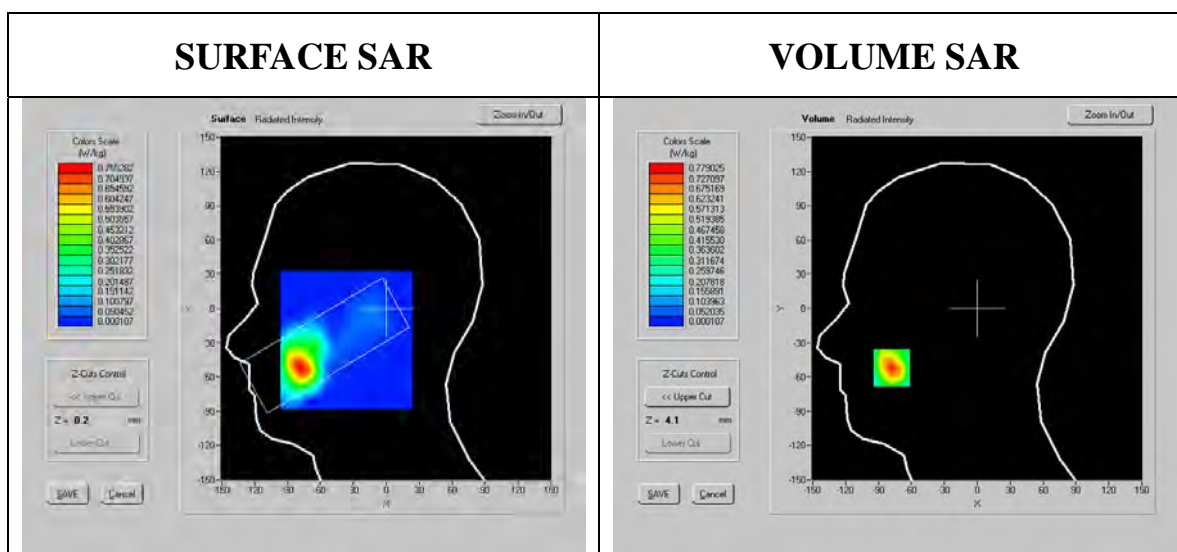 SURFACE SAR
Surface Radiated Intensity
Zoom In/Out
Colors Scale
(W/kg)
0.755282
0.704937
0.654592
0.604247
0.553902
0.503557
0.453212
0.402867
0.352522
0.302177
0.251832
0.201487
0.151142
0.100797
0.050452
0.000107
Z-Cuts Control
<< Upper Cut
Z = 0.2 mm
Lower Cut
SAVE Cancel
150
120
90
60
30
0
-30
-60
-90
-120
-150
Y
-150 -120 -90 -60 -30 0 30 60 90 120 150
X
VOLUME SAR
Volume Radiated Intensity
Zoom In/Out
Colors Scale
(W/kg)
0.779025
0.727097
0.675169
0.623241
0.571313
0.519385
0.467458
0.415530
0.363602
0.311674
0.259746
0.207818
0.155891
0.103963
0.052035
0.000107
Z-Cuts Control
<< Upper Cut
Z = 4.1 mm
Lower Cut
SAVE Cancel
150
120
90
60
30
0
-30
-60
-90
-120
-150
Y
-150 -120 -90 -60 -30 0 30 60 90 120 150
X